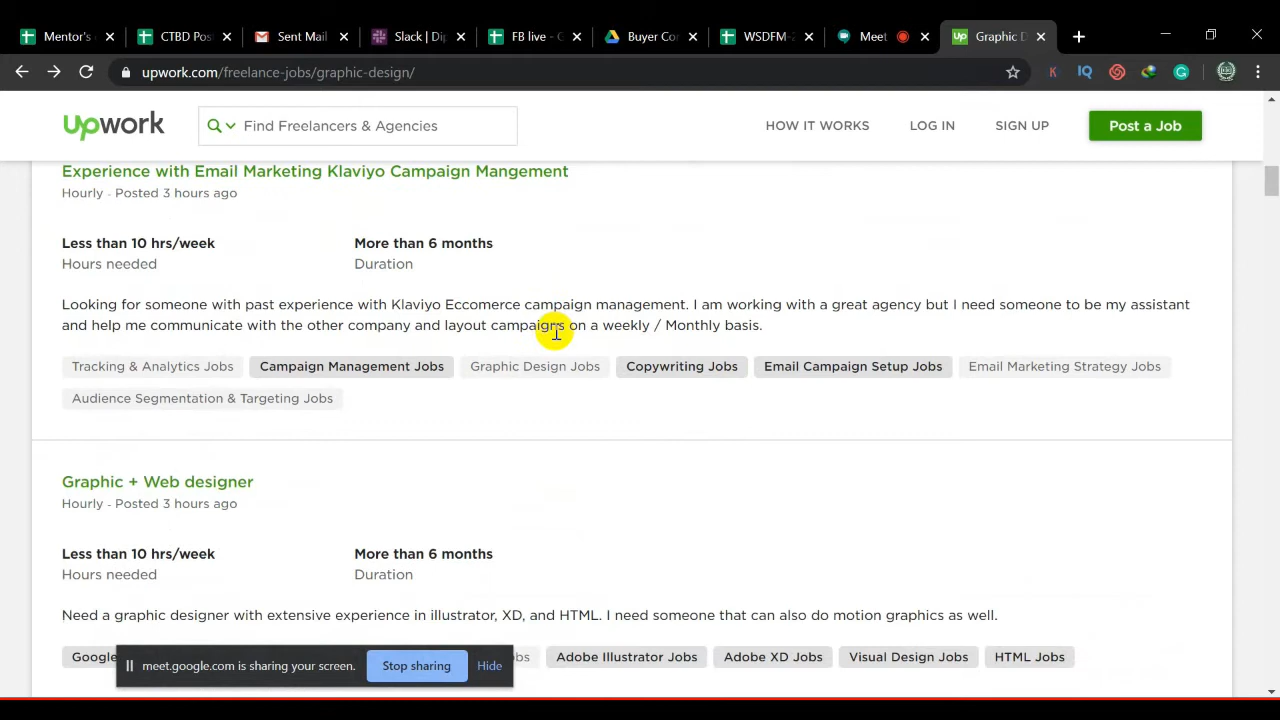 Mentor's
CTBD Pos
Sent Mail
Slack | Dip
FB live - G
Buyer Cor
WSDFM-2
Meet
Graphic D
upwork.com/freelance-jobs/graphic-design/
upwork
Find Freelancers & Agencies
HOW IT WORKS
LOG IN
SIGN UP
Post a Job
Experience with Email Marketing Klaviyo Campaign Mangement
Hourly - Posted 3 hours ago
Less than 10 hrs/week
More than 6 months
Hours needed
Duration
Looking for someone with past experience with Klaviyo Eccomerce campaign management. I am working with a great agency but I need someone to be my assistant
and help me communicate with the other company and layout campaigns on a weekly / Monthly basis.
Tracking & Analytics Jobs
Campaign Management Jobs
Graphic Design Jobs
Copywriting Jobs
Email Campaign Setup Jobs
Email Marketing Strategy Jobs
Audience Segmentation & Targeting Jobs
Graphic + Web designer
Hourly - Posted 3 hours ago
Less than 10 hrs/week
More than 6 months
Hours needed
Duration
Need a graphic designer with extensive experience in illustrator, XD, and HTML. I need someone that can also do motion graphics as well.
Google
bs
Adobe Illustrator Jobs
Adobe XD Jobs
Visual Design Jobs
HTML Jobs
meet.google.com is sharing your screen.
Stop sharing
Hide